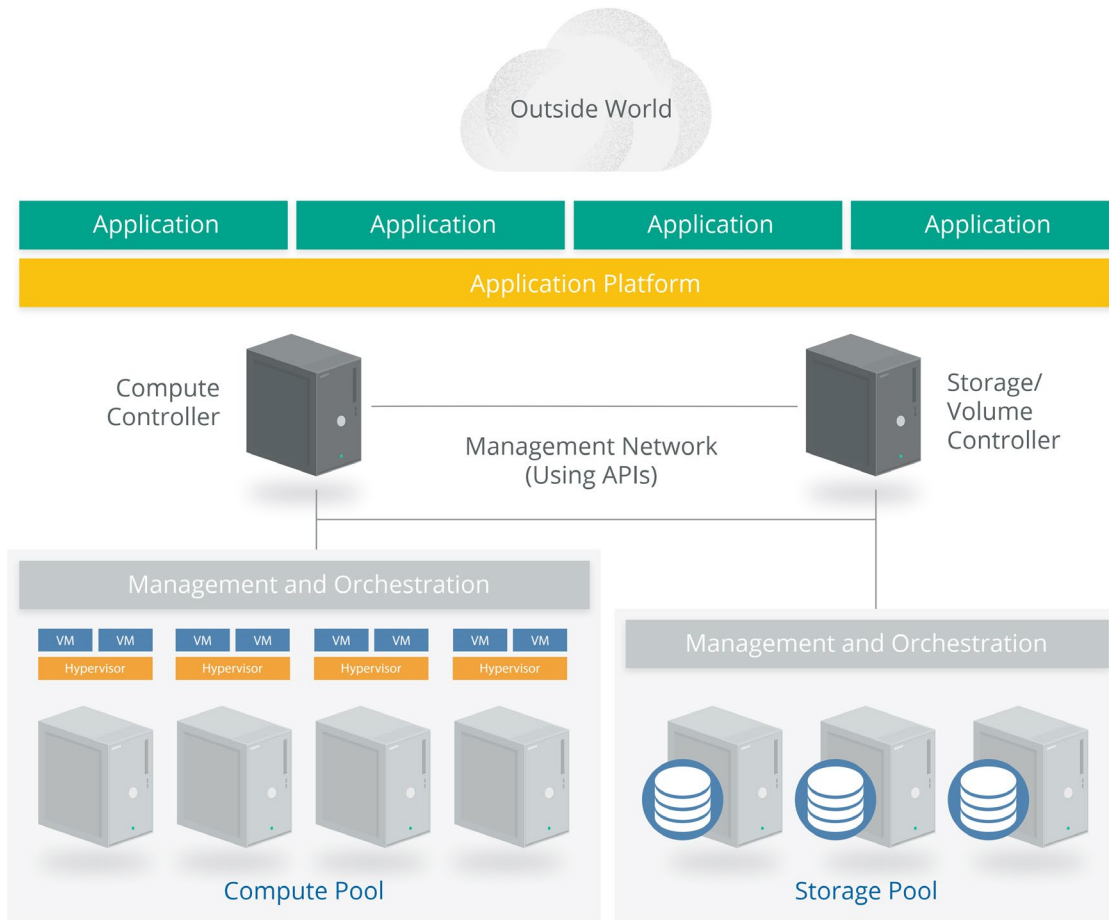 Outside World
Application
Application
Application
Application
Application Platform
Compute
Controller
Storage/
Volume
Controller
Management Network
(Using APIs)
Management and Orchestration
VM VM VM VM VM VM VM VM
Hypervisor Hypervisor Hypervisor Hypervisor
Compute Pool
Management and Orchestration
Storage Pool